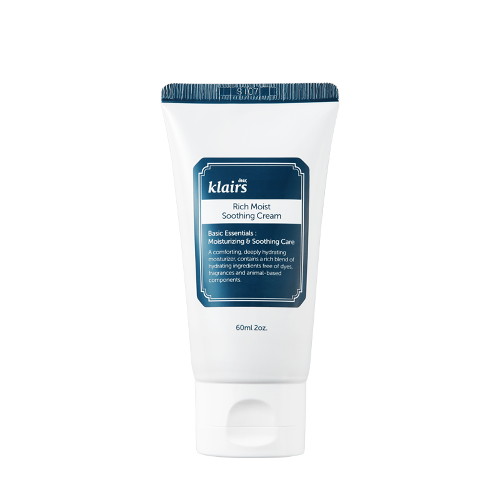 klairs
Rich Moist
Soothing Cream
Basic Essentials :
Moisturizing & Soothing Care
A comforting, deeply hydrating
moisturizer, contains a rich blend of
hydrating ingredients free of dyes,
fragrances and animal-based
components.
60ml 2oz.